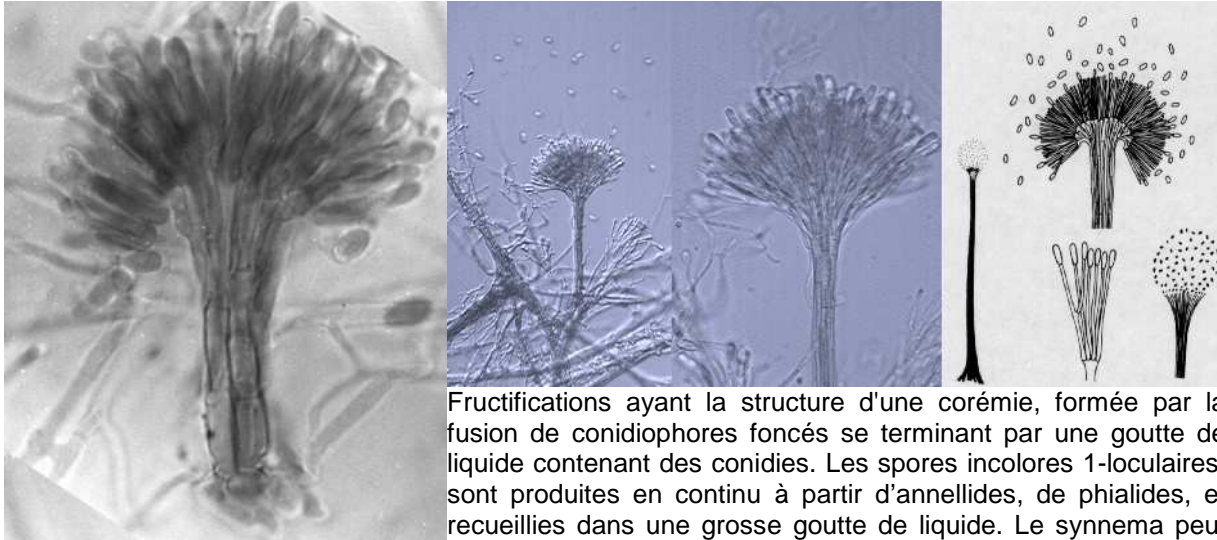 Fructifications ayant la structure d'une corémie, formée par la
fusion de conidiophores foncés se terminant par une goutte de
liquide contenant des conidies. Les spores incolores 1-loculaires
sont produites en continu à partir d’annellides, de phialides, e
recueillies dans une grosse goutte de liquide. Le synnema peu